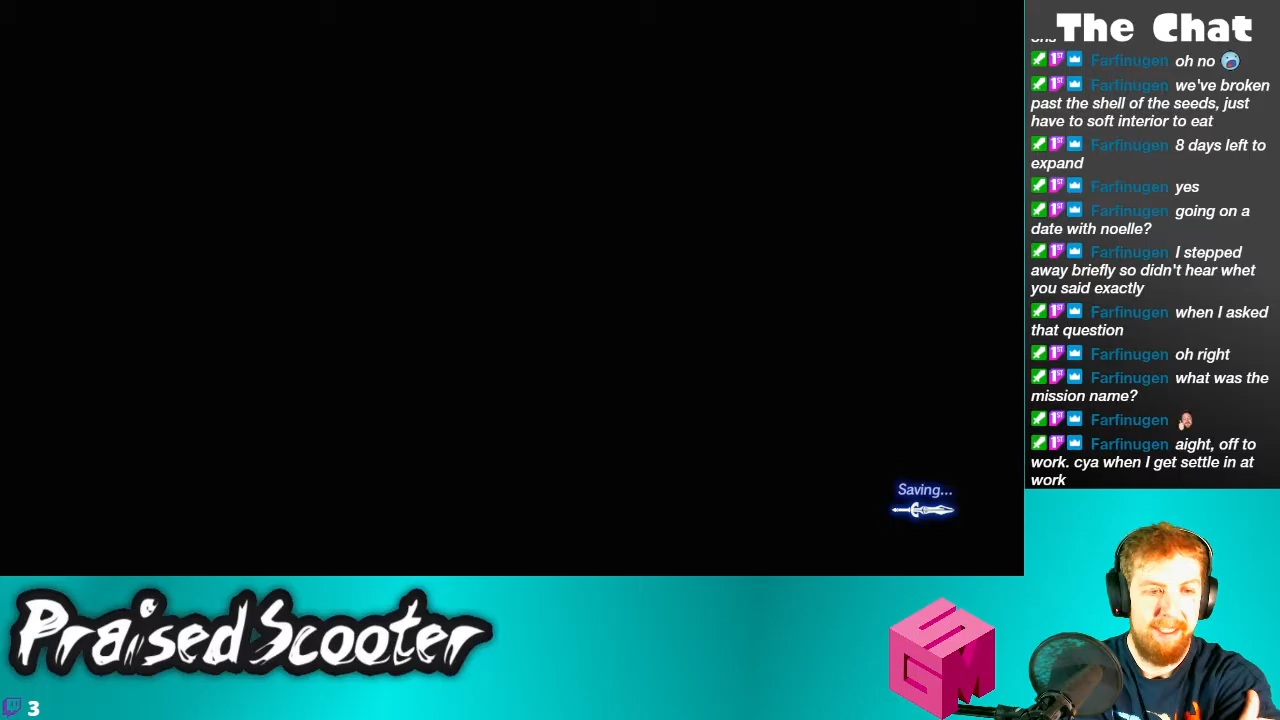 The Chat
Farfinugen oh no
Farfinugen we've broken
past the shell of the seeds, just
have to soft interior to eat
Farfinugen 8 days left to
expand
Farfinugen yes
Farfinugen going on a
date with noelle?
Farfinugen I stepped
away briefly so didn't hear whet
you said exactly
Farfinugen when I asked
that question
Farfinugen oh right
Farfinugen what was the
mission name?
Farfinugen
Farfinugen aight, off to
work. cya when I get settle in at
work
Saving...
PraisedScooter
SGM
3